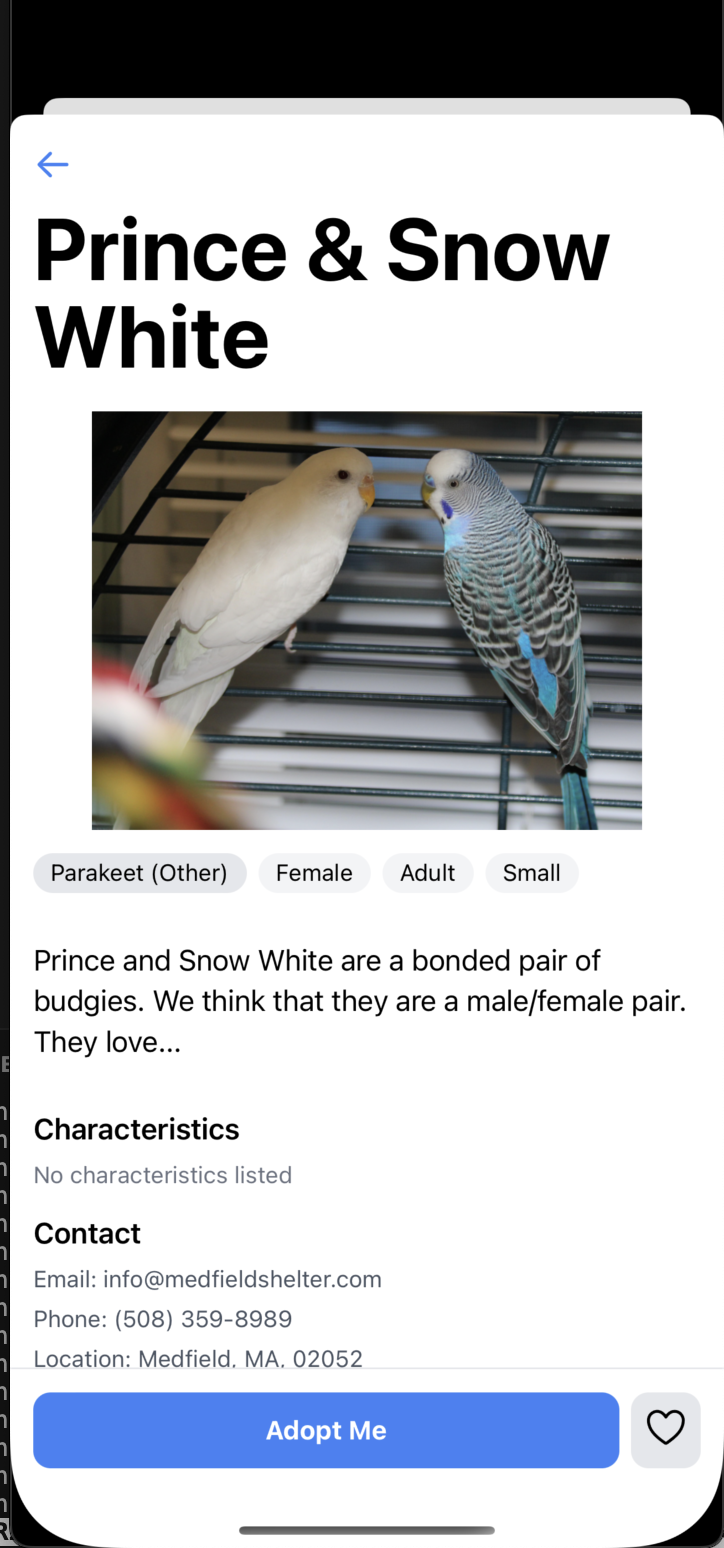 Prince & Snow
White
Parakeet (Other)
Female
Adult
Small
Prince and Snow White are a bonded pair of
budgies. We think that they are a male/female pair.
They love...
Characteristics
No characteristics listed
Contact
Email: info@medfieldshelter.com
Phone: (508) 359-8989
Location: Medfield, MA, 02052
Adopt Me